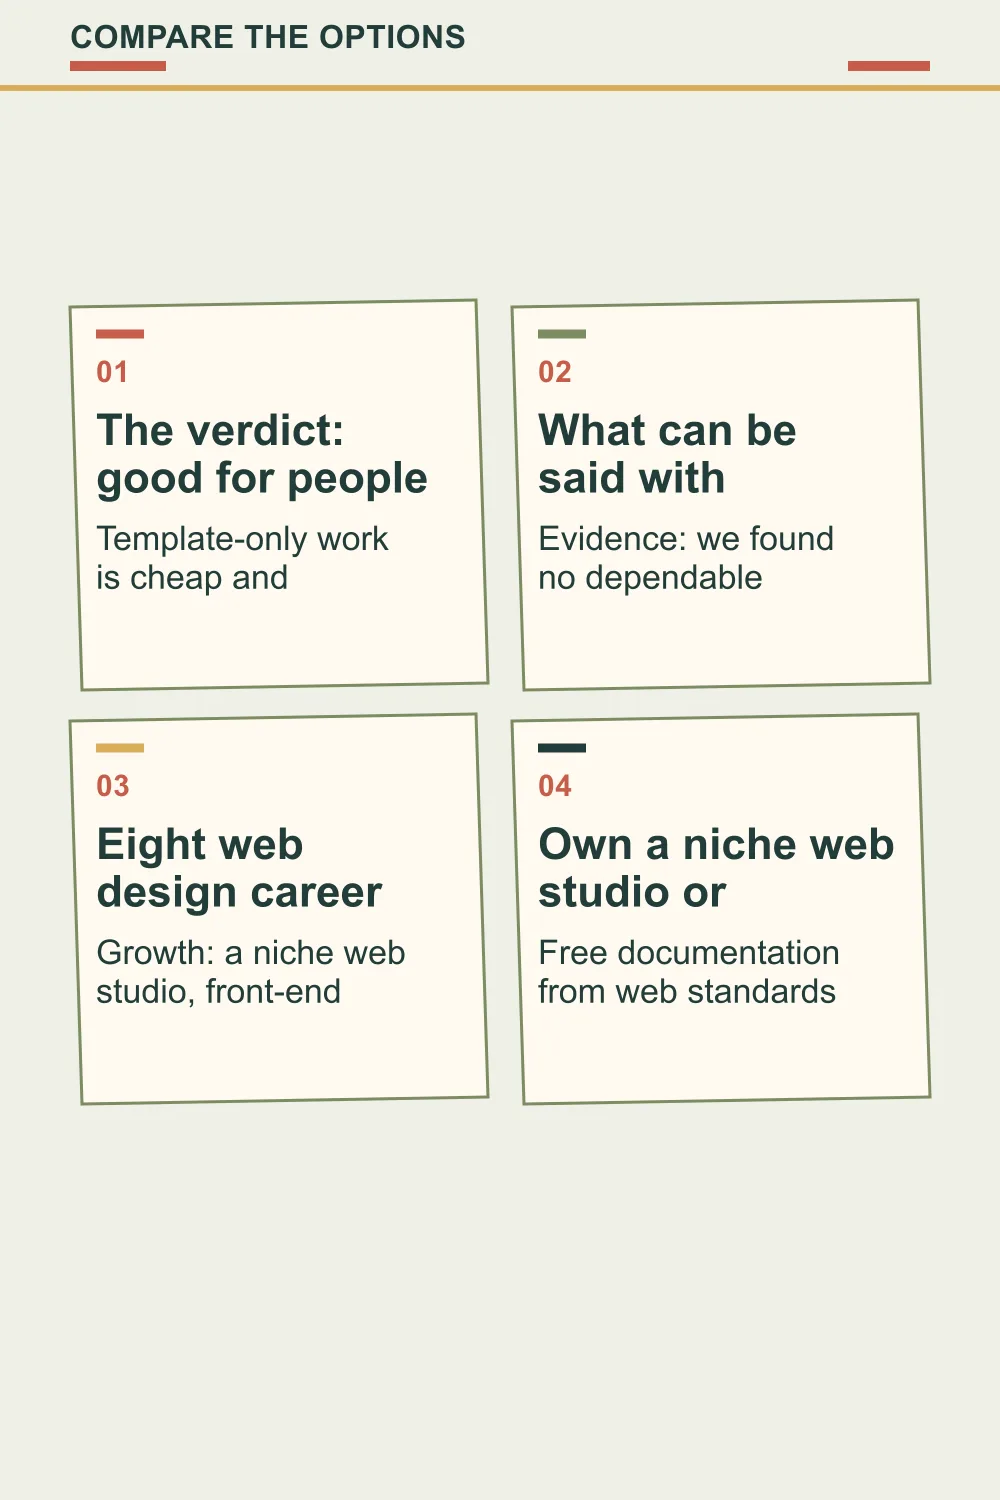 COMPARE THE OPTIONS
01
The verdict:
good for people
Template-only work
is cheap and
02
What can be
said with
Evidence: we found
no dependable
03
Eight web
design career
Growth: a niche web
studio, front-end
04
Own a niche web
studio or
Free documentation
from web standards